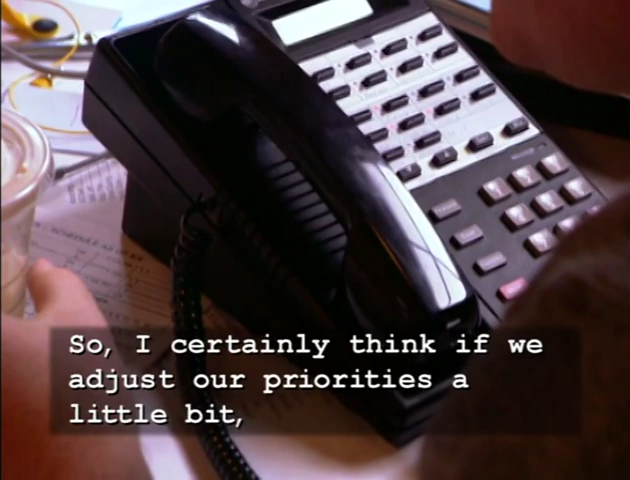 So, I certainly think if we
adjust our priorities a
little bit,